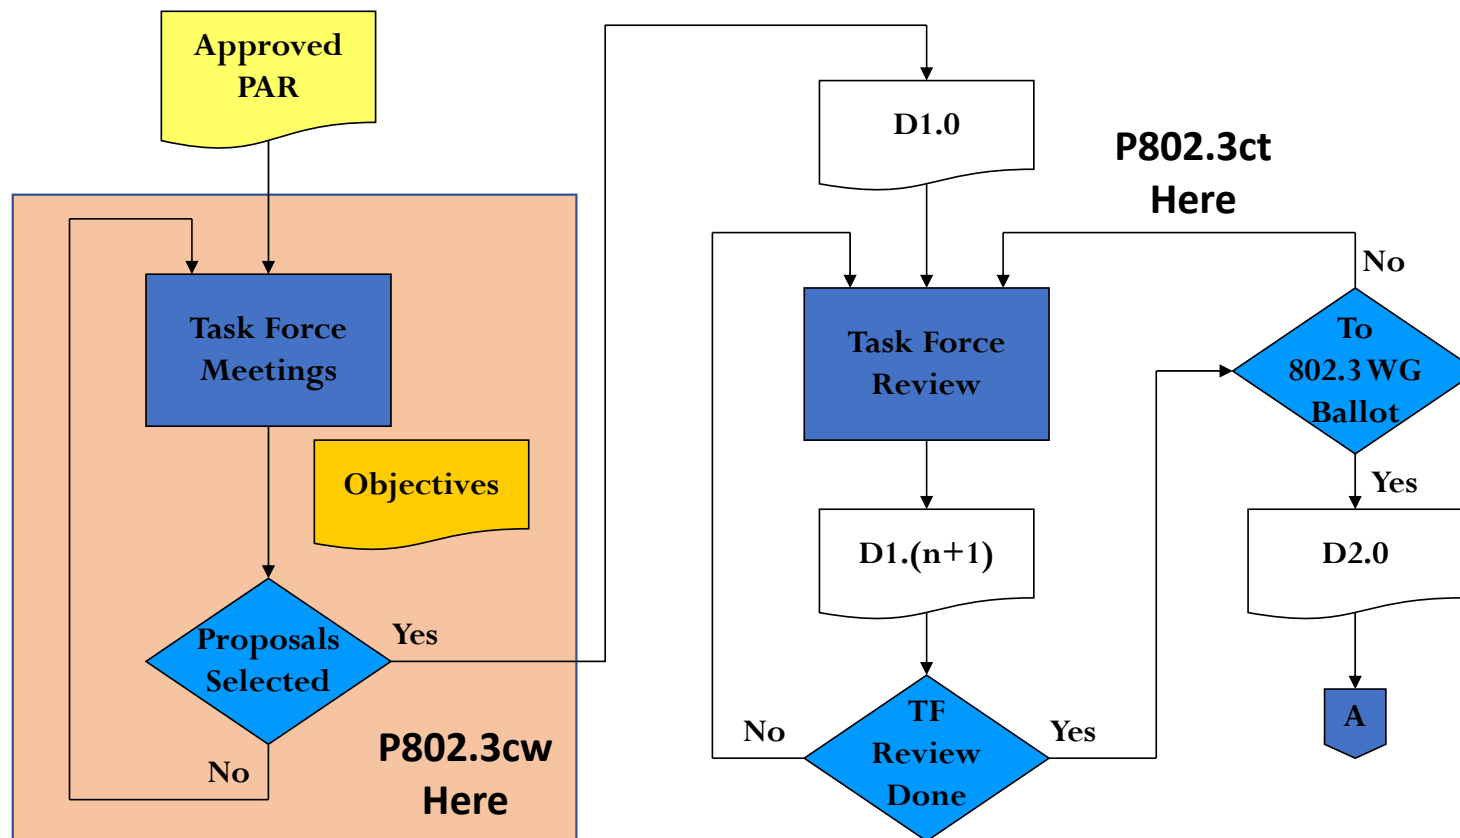 Approved
PAR
Task Force
Meetings
Objectives
Proposals
Selected
Yes
No
P802.3cw
Here
D1.0
P802.3ct
Here
Task Force
Review
D1.(n+1)
TF
Review
Done
No
Yes
To
802.3 WG
Ballot
No
Yes
D2.0
A